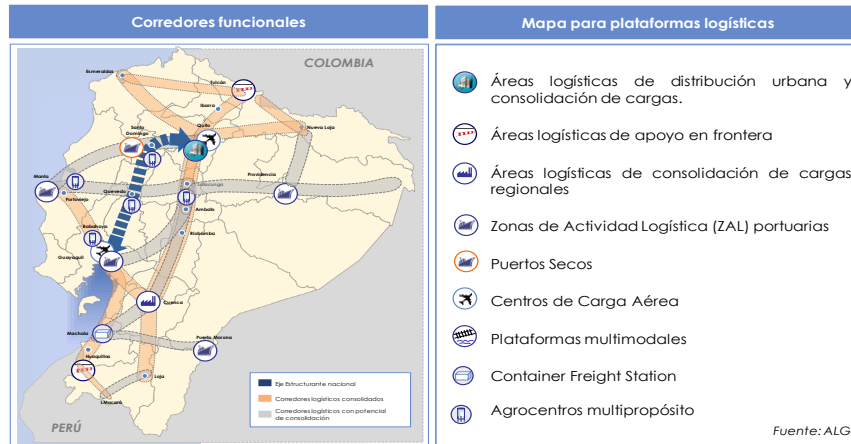 Corredores funcionales
COLOMBIA
Esmeraldas
Tulcán
Ibarra
Santo
Domingo
Quito
Nueva Loja
Manta
Portoviejo
Quevedo
Latacunga
Providencia
Ambato
Babahoyo
Riobamba
Guayaquil
Cuenca
Machala
Puerto Morona
Huaquillas
Loja
PERÚ
Eje Estructurante nacional
Corredores logísticos consolidados
Corredores logísticos con potencial
de consolidación
Mapa para plataformas logísticas
Áreas logísticas de distribución urbana y
consolidación de cargas.
Áreas logísticas de apoyo en frontera
Áreas logísticas de consolidación de cargas
regionales
Zonas de Actividad Logística (ZAL) portuarias
Puertos Secos
Centros de Carga Aérea
Plataformas multimodales
Container Freight Station
Agrocentros multipropósito
Fuente: ALG